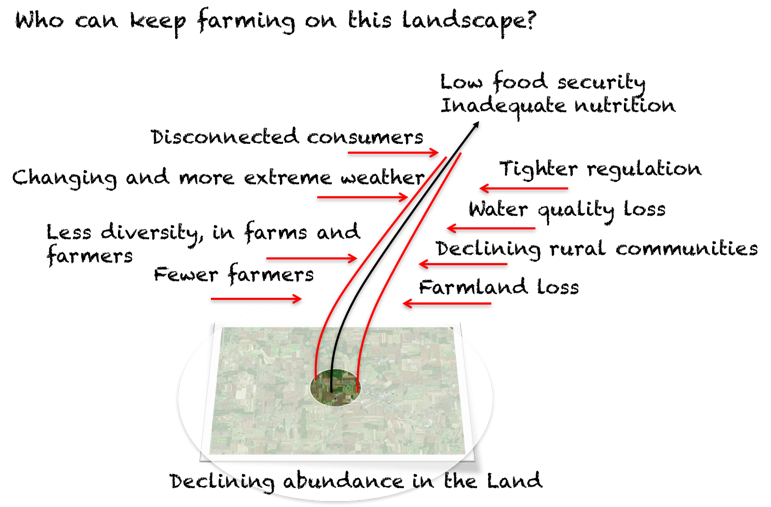 Who can keep farming on this landscape?
Low food security
Inadequate nutrition
Disconnected consumers
Tighter regulation
Changing and more extreme weather
Water quality loss
Less diversity, in farms and
farmers
Declining rural communities
Fewer farmers
Farmland loss
Declining abundance in the Land